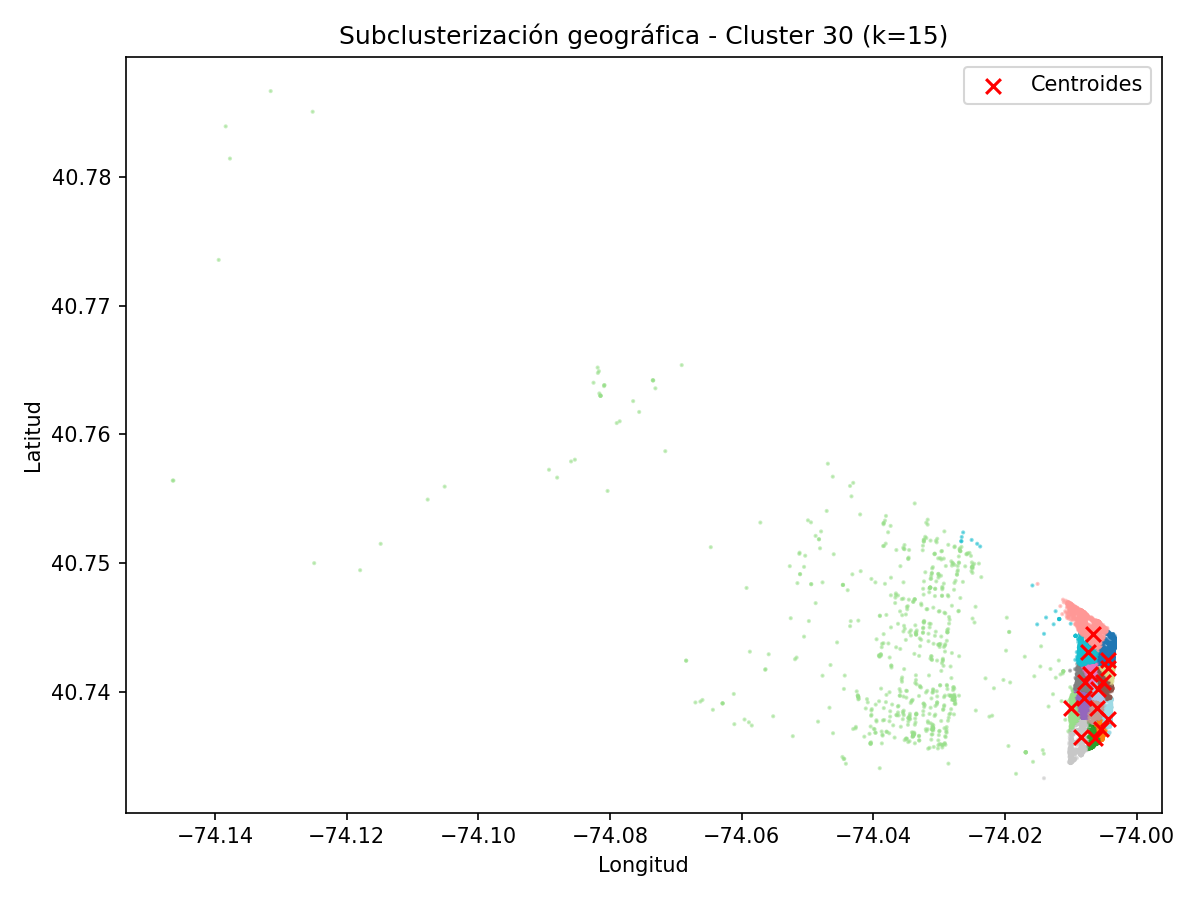 Subclusterización geográfica - Cluster 30 (k=15)
Centroides
40.78
40.77
40.76
40.75
40.74
Latitud
−74.14 −74.12 −74.10 −74.08 −74.06 −74.04 −74.02 −74.00
Longitud